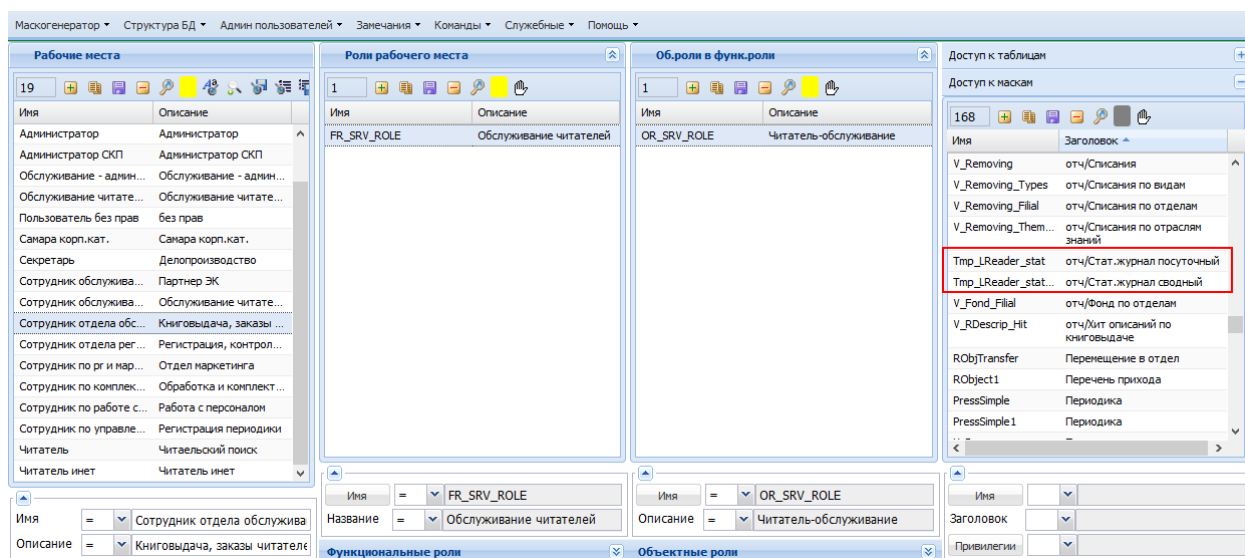 Маскогенератор Структура БД Админ пользователей Замечания Команды Служебные Помощь
Рабочие места
19
Имя Описание
Администратор Администратор
Администратор СКП Администратор СКП
Обслуживание - админ... Обслуживание - админ...
Обслуживание читате... Обслуживание читате...
Пользователь без прав без прав
Самара корп.кат. Самара корп.кат.
Секретарь Делопроизводство
Сотрудник обслужива... Партнер ЭК
Сотрудник обслужива... Обслуживание читате...
Сотрудник отдела обс... Книговыдача, заказы ...
Сотрудник отдела рег... Регистрация, контрол...
Сотрудник по pr и мар... Отдел маркетинга
Сотрудник по комплек... Обработка и комплект...
Сотрудник по работе с... Работа с персоналом
Сотрудник по управле... Регистрация периодики
Читатель Читаельский поиск
Читатель инет Читатель инет
Имя = Сотрудник отдела обслужива
Описание = Книговыдача, заказы читателе
Роли рабочего места
1
Имя Описание
FR_SRV_ROLE Обслуживание читателей
Имя = FR_SRV_ROLE
Название = Обслуживание читателей
Функциональные роли
Об.роли в функ.роли
1
Имя Описание
OR_SRV_ROLE Читатель-обслуживание
Имя = OR_SRV_ROLE
Описание = Читатель-обслуживание
Объектные роли
Доступ к таблицам
Доступ к маскам
168
Имя Заголовок
V_Removing отч/Списания
V_Removing_Types отч/Списания по видам
V_Removing_Filial отч/Списания по отделам
V_Removing_Them... отч/Списания по отраслям
знаний
Tmp_LReader_stat отч/Стат.журнал посуточный
Tmp_LReader_stat... отч/Стат.журнал сводный
V_Fond_Filial отч/Фонд по отделам
V_RDescrip_Hit отч/Хит описаний по
книговыдаче
RObjTransfer Перемещение в отдел
RObject1 Перечень прихода
PressSimple Периодика
PressSimple1 Периодика
Имя
Заголовок
Привилегии